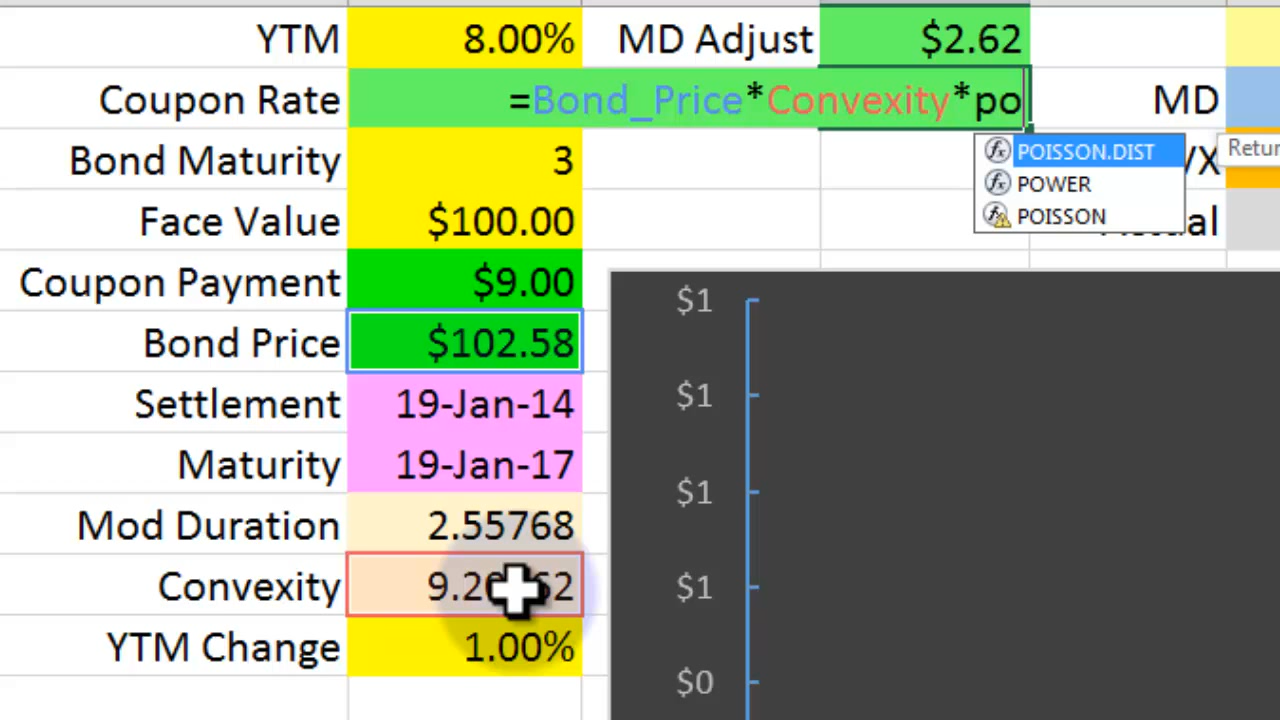 YTM 8.00% MD Adjust $2.62
Coupon Rate =Bond_Price*Convexity*po MD
Bond Maturity 3
POISSON.DIST
POWER
POISSON
Face Value $100.00
Coupon Payment $9.00
Bond Price $102.58
Settlement 19-Jan-14
Maturity 19-Jan-17
Mod Duration 2.55768
Convexity
YTM Change 1.00%
$1
$1
$1
$1
$0